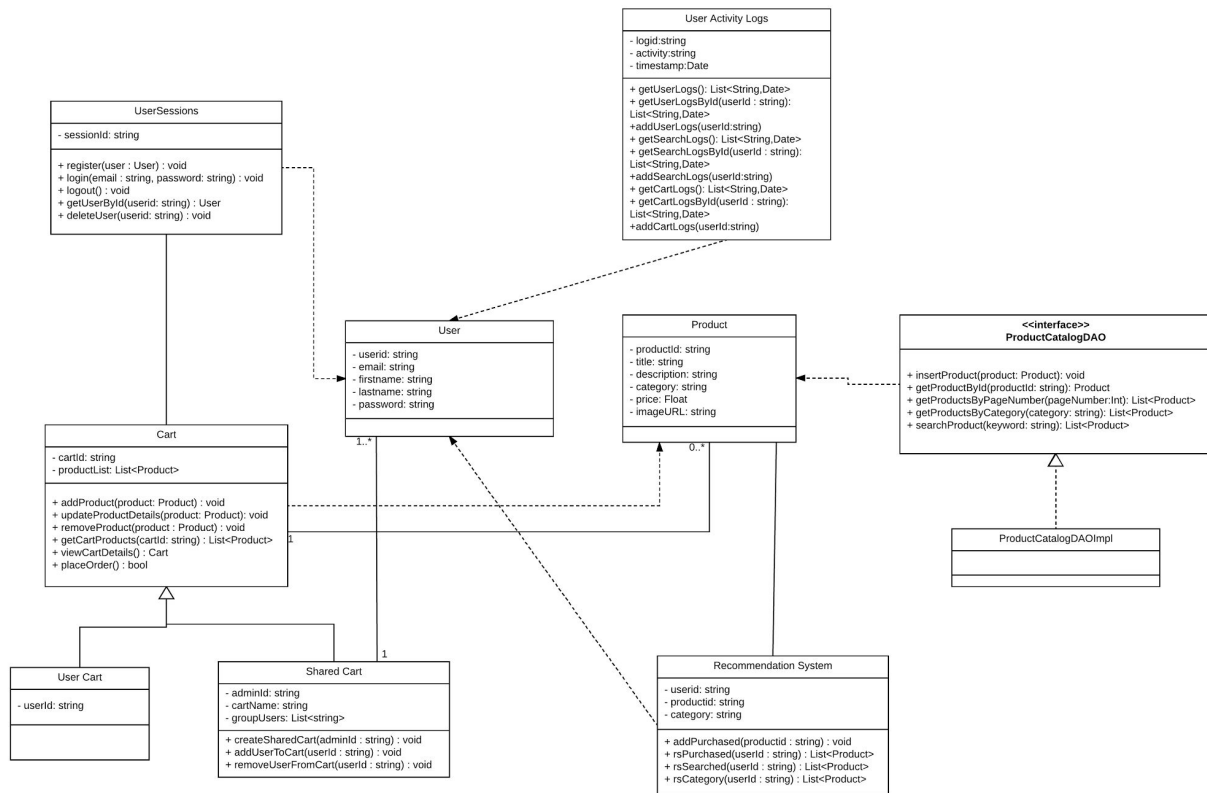 User Activity Logs
- logid:string
- activity:string
- timestamp:Date
+ getUserLogs(): List<String,Date>
+ getUserLogsById(userId : string):
List<String,Date>
+addUserLogs(userId:string)
+ getSearchLogs(): List<String,Date>
+ getSearchLogsById(userId : string):
List<String,Date>
+addSearchLogs(userId:string)
+ getCartLogs(): List<String,Date>
+ getCartLogsById(userId : string):
List<String,Date>
+addCartLogs(userId:string)
UserSessions
- sessionId: string
+ register(user : User) : void
+ login(email : string, password: string) : void
+ logout() : void
+ getUserById(userid: string) : User
+ deleteUser(userid: string) : void
User
- userid: string
- email: string
- firstname: string
- lastname: string
- password: string
1..*
Product
- productId: string
- title: string
- description: string
- category: string
- price: Float
- imageURL: string
0..*
<<interface>>
ProductCatalogDAO
+ insertProduct(product: Product): void
+ getProductById(productId: string): Product
+ getProductsByPageNumber(pageNumber:Int): List<Product>
+ getProductsByCategory(category: string): List<Product>
+ searchProduct(keyword: string): List<Product>
Cart
- cartId: string
- productList: List<Product>
+ addProduct(product: Product) : void
+ updateProductDetails(product: Product): void
+ removeProduct(product : Product) : void
+ getCartProducts(cartId: string) : List<Product>
+ viewCartDetails() : Cart
+ placeOrder() : bool
1
ProductCatalogDAOImpl
User Cart
- userId: string
1
Shared Cart
- adminId: string
- cartName: string
- groupUsers: List<string>
+ createSharedCart(adminId : string) : void
+ addUserToCart(userId : string) : void
+ removeUserFromCart(userId : string) : void
Recommendation System
- userid: string
- productid: string
- category: string
+ addPurchased(productid : string) : void
+ rsPurchased(userId : string) : List<Product>
+ rsSearched(userId : string) : List<Product>
+ rsCategory(userId : string) : List<Product>